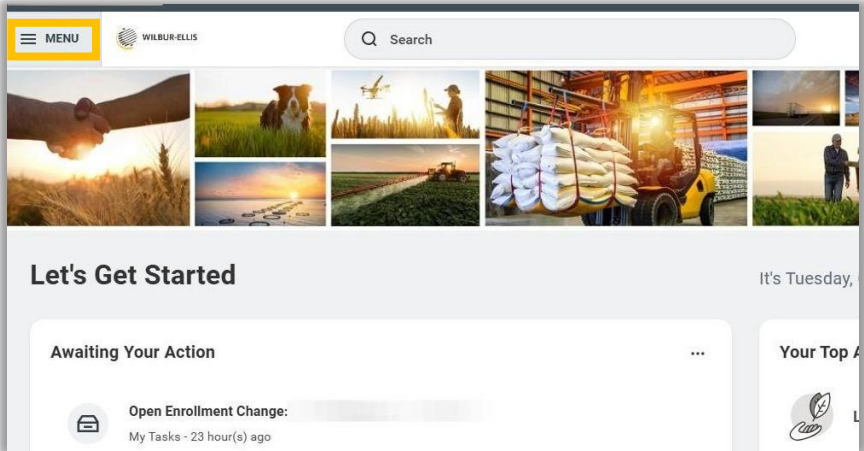 MENU
WILBUR-ELLIS
Search
Let's Get Started
It's Tuesday,
Awaiting Your Action
...
Your Top
Open Enrollment Change:
My Tasks - 23 hour(s) ago